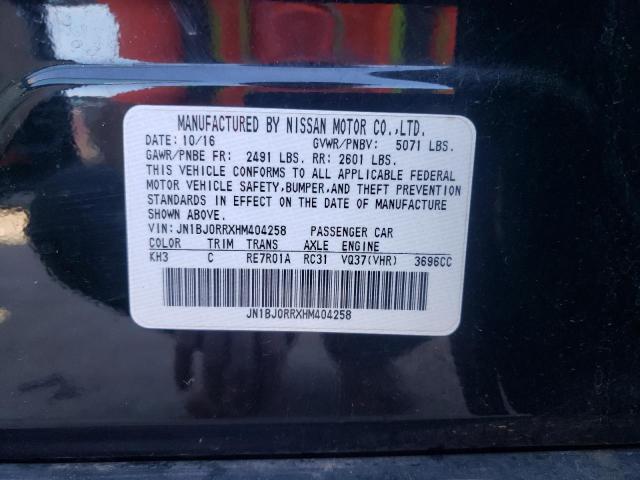 MANUFACTURED BY NISSAN MOTOR CO.,LTD.
DATE: 10/16 GVWR/PNBV: 5071 LBS.
GAWR/PNBE FR: 2491 LBS. RR: 2601 LBS.
THIS VEHICLE CONFORMS TO ALL APPLICABLE FEDERAL
MOTOR VEHICLE SAFETY,BUMPER,AND THEFT PREVENTION
STANDARDS IN EFFECT ON THE DATE OF MANUFACTURE
SHOWN ABOVE.
VIN: JN1BJ0RRXHM404258 PASSENGER CAR
COLOR TRIM TRANS AXLE ENGINE
KH3 C RE7R01A RC31 VQ37(VHR) 3696CC
JN1BJ0RRXHM404258